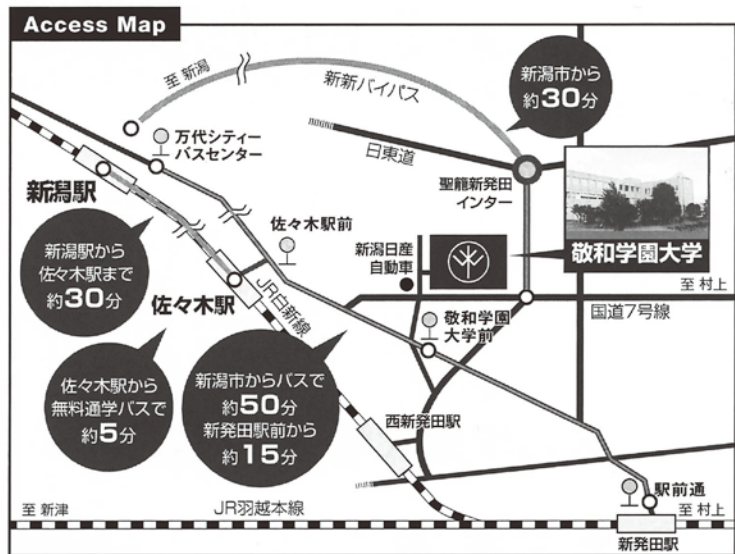 Access Map
至 新潟
新新バイパス
新潟市から
約30分
万代シティー
バスセンター
日東道
新潟駅
聖籠新発田
インター
敬和学園大学
新潟駅から
佐々木駅まで
約30分
佐々木駅前
新潟日産
自動車
至 村上
国道7号線
佐々木駅
JR白新線
敬和学園
大学前
佐々木駅から
無料通学バスで
約5分
新潟市からバスで
約50分
新発田駅前から
約15分
西新発田駅
駅前通
至 新津
JR羽越本線
至 村上
新発田駅